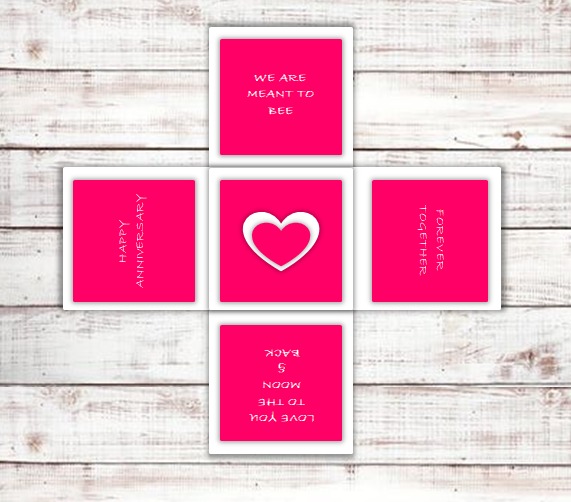 WE ARE
MEANT TO
BEE
HAPPY
ANNIVERSARY
FOREVER
TOGETHER
LOVE YOU
TO THE
MOON
&
BACK